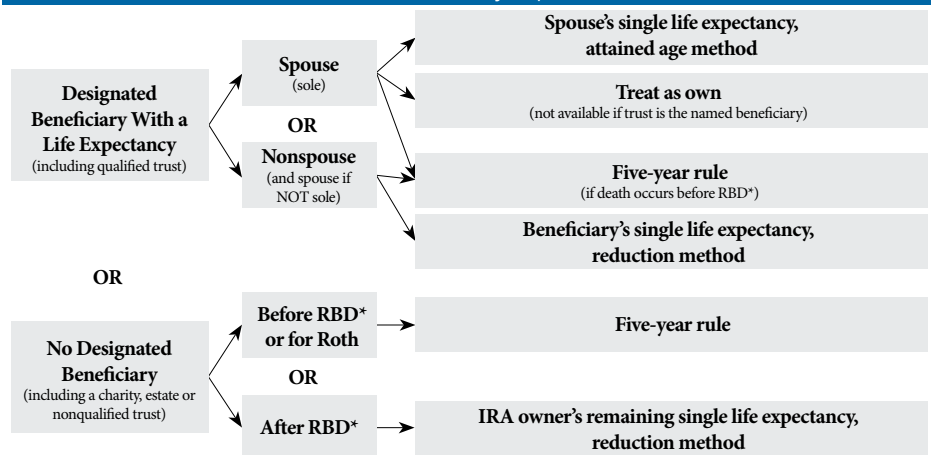 Designated
Beneficiary With a
Life Expectancy
(including qualified trust)
Spouse
(sole)
OR
Nonspouse
(and spouse if
NOT sole)
Spouse’s single life expectancy,
attained age method
Treat as own
(not available if trust is the named beneficiary)
Five-year rule
(if death occurs before RBD*)
Beneficiary’s single life expectancy,
reduction method
OR
No Designated
Beneficiary
(including a charity, estate or
nonqualified trust)
Before RBD*
or for Roth
OR
After RBD*
Five-year rule
IRA owner’s remaining single life expectancy,
reduction method